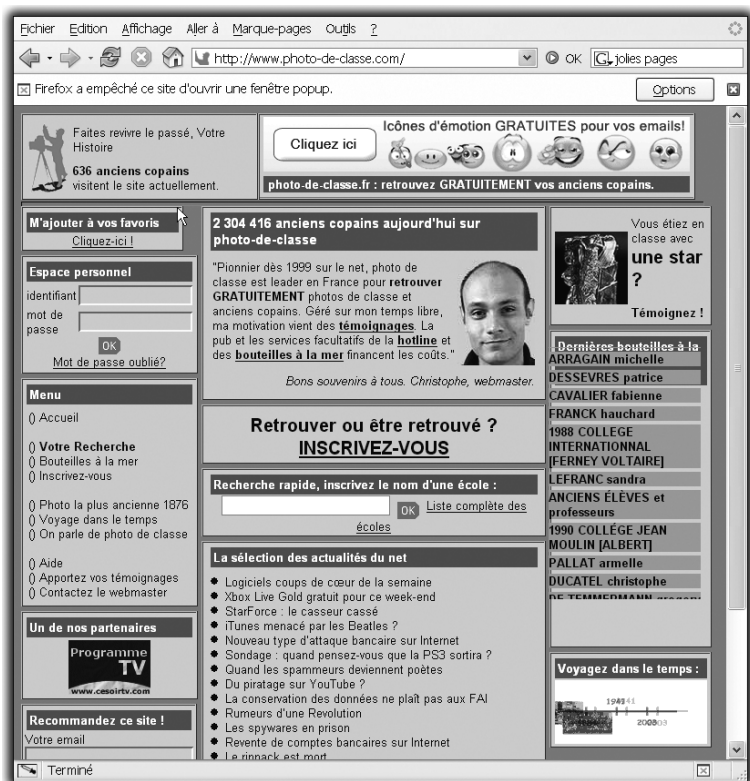 Fichier Edition Affichage Aller à Marque-pages Outils ?
http://www.photo-de-classe.com/ OK G jolies pages
Firefox a empêché ce site d'ouvrir une fenêtre popup. Options
Faites revivre le passé, Votre
Histoire
636 anciens copains
visitent le site actuellement.
Cliquez ici
Icônes d'émotion GRATUITES pour vos emails!
photo-de-classe.fr : retrouvez GRATUITEMENT vos anciens copains.
M'ajouter à vos favoris
Cliquez-ici !
Espace personnel
identifiant
mot de
passe
OK
Mot de passe oublié?
Menu
() Accueil
() Votre Recherche
() Bouteilles à la mer
() Inscrivez-vous
() Photo la plus ancienne 1876
() Voyage dans le temps
() On parle de photo de classe
() Aide
() Apportez vos témoignages
() Contactez le webmaster
Un de nos partenaires
Programme
TV
www.cesoirtv.com
Recommandez ce site !
Votre email
2 304 416 anciens copains aujourd'hui sur
photo-de-classe
"Pionnier dès 1999 sur le net, photo de
classe est leader en France pour retrouver
GRATUITEMENT photos de classe et
anciens copains. Géré sur mon temps libre,
ma motivation vient des témoignages. La
pub et les services facultatifs de la hotline et
des bouteilles à la mer financent les coûts."
Bons souvenirs à tous. Christophe, webmaster.
Retrouver ou être retrouvé ?
INSCRIVEZ-VOUS
Recherche rapide, inscrivez le nom d'une école :
OK Liste complète des
écoles
La sélection des actualités du net
Logiciels coups de cœur de la semaine
Xbox Live Gold gratuit pour ce week-end
StarForce : le casseur cassé
iTunes menacé par les Beatles ?
Nouveau type d'attaque bancaire sur Internet
Sondage : quand pensez-vous que la PS3 sortira ?
Quand les spammeurs deviennent poètes
Du piratage sur YouTube ?
La conservation des données ne plaît pas aux FAI
Rumeurs d'une Revolution
Les spywares en prison
Revente de comptes bancaires sur Internet
Le rippack est mort
Vous étiez en
classe avec
une star
?
Témoignez !
Dernières bouteilles à la
ARRAGAIN michelle
DESSEVRES patrice
CAVALIER fabienne
FRANCK hauchard
1988 COLLEGE
INTERNATIONNAL
[FERNEY VOLTAIRE]
LEFRANC sandra
ANCIENS ÉLÈVES et
professeurs
1990 COLLÉGE JEAN
MOULIN [ALBERT]
PALLAT armelle
DUCATEL christophe
DE TEMMERMANN
Voyagez dans le temps :
Terminé